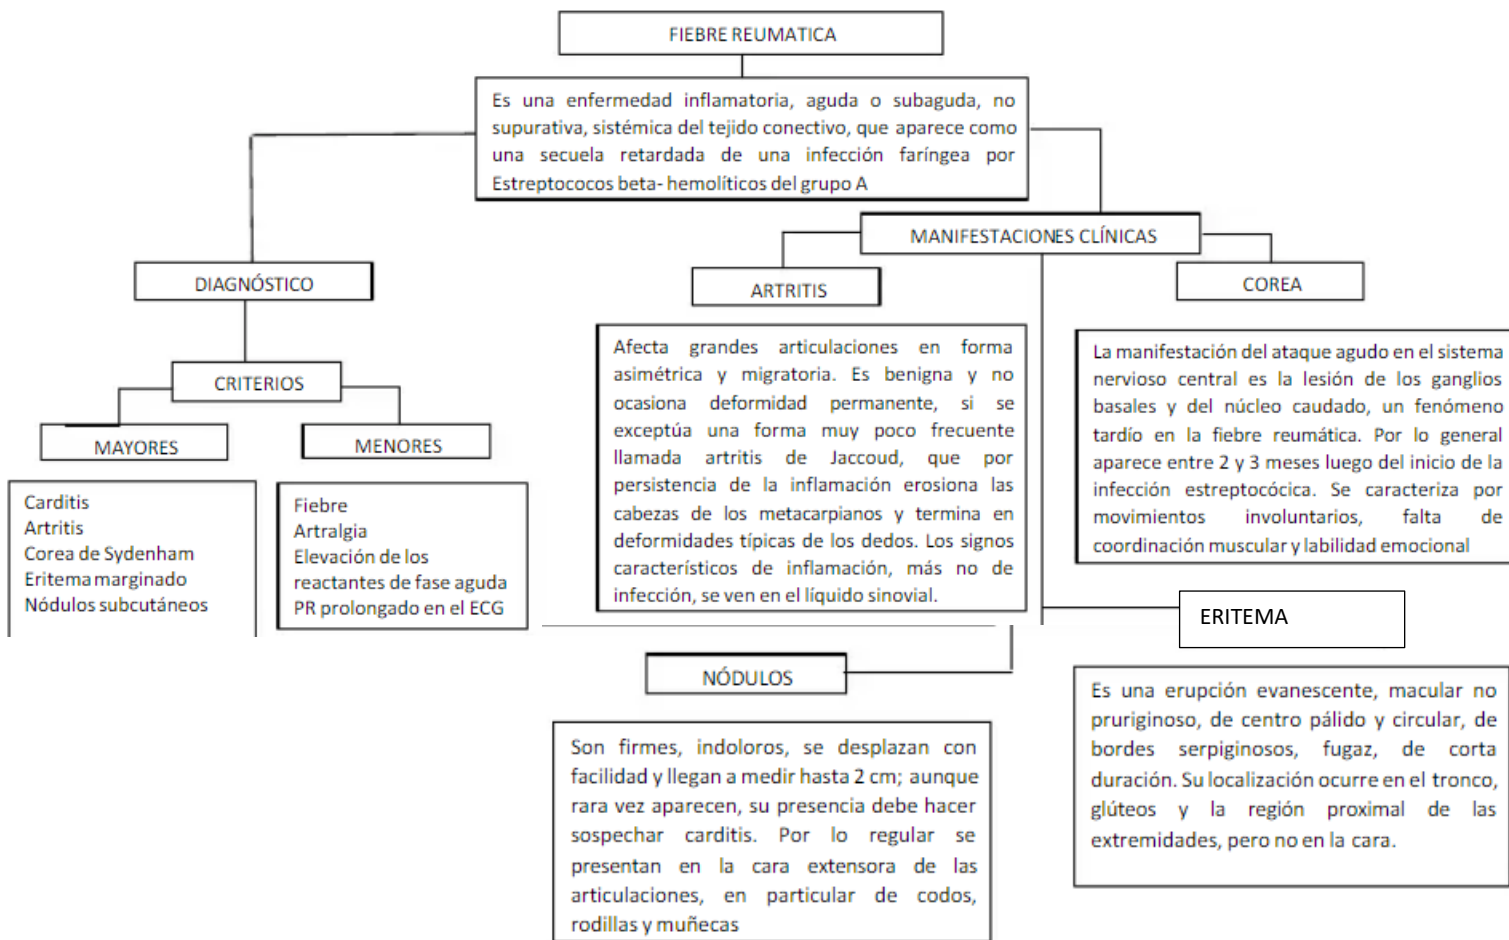 FIEBRE REUMATICA
Es una enfermedad inflamatoria, aguda o subaguda, no
supurativa, sistémica del tejido conectivo, que aparece como
una secuela retardada de una infección faríngea por
Estreptococos beta- hemolíticos del grupo A
DIAGNÓSTICO
CRITERIOS
MAYORES
Carditis
Artritis
Corea de Sydenham
Eritema marginado
Nódulos subcutáneos
MENORES
Fiebre
Artralgia
Elevación de los
reactantes de fase aguda
PR prolongado en el ECG
MANIFESTACIONES CLÍNICAS
ARTRITIS
Afecta grandes articulaciones en forma
asimétrica y migratoria. Es benigna y no
ocasiona deformidad permanente, si se
exceptúa una forma muy poco frecuente
llamada artritis de Jaccoud, que por
persistencia de la inflamación erosiona las
cabezas de los metacarpianos y termina en
deformidades típicas de los dedos. Los signos
característicos de inflamación, más no de
infección, se ven en el líquido sinovial.
COREA
La manifestación del ataque agudo en el sistema
nervioso central es la lesión de los ganglios
basales y del núcleo caudado, un fenómeno
tardío en la fiebre reumática. Por lo general
aparece entre 2 y 3 meses luego del inicio de la
infección estreptocócica. Se caracteriza por
movimientos involuntarios, falta de
coordinación muscular y labilidad emocional
NÓDULOS
Son firmes, indoloros, se desplazan con
facilidad y llegan a medir hasta 2 cm; aunque
rara vez aparecen, su presencia debe hacer
sospechar carditis. Por lo regular se
presentan en la cara extensora de las
articulaciones, en particular de codos,
rodillas y muñecas
ERITEMA
Es una erupción evanescente, macular no
pruriginoso, de centro pálido y circular, de
bordes serpiginosos, fugaz, de corta
duración. Su localización ocurre en el tronco,
glúteos y la región proximal de las
extremidades, pero no en la cara.